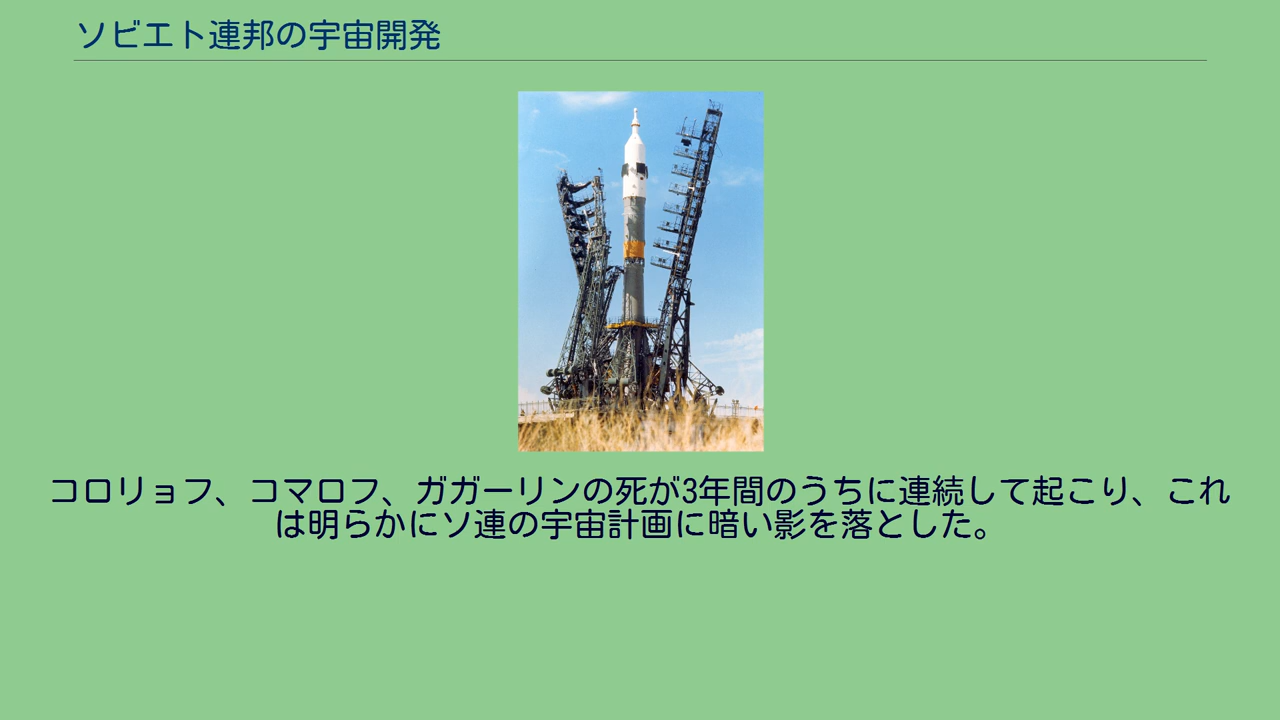 ソビエト連邦の宇宙開発
コロリョフ、コマロフ、ガガーリンの死が3年間のうちに連続して起こり、これ
は明らかにソ連の宇宙計画に暗い影を落とした。